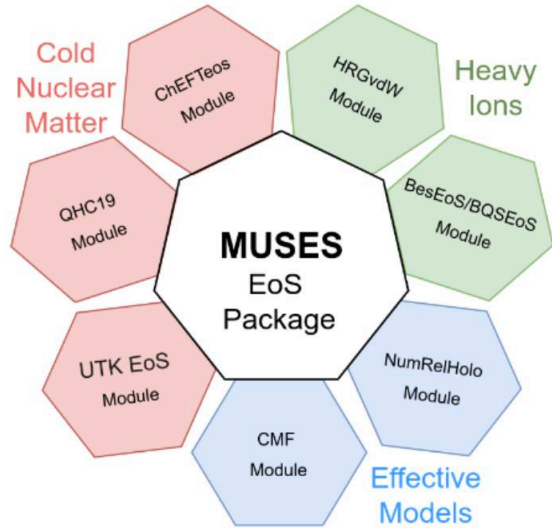 Cold
Nuclear
Matter
ChEFTeos
Module
HRGvdW
Module
Heavy
Ions
QHC19
Module
BesEoS/BQSEoS
Module
MUSES
EoS
Package
UTK EoS
Module
NumRelHolo
Module
CMF
Module
Effective
Models